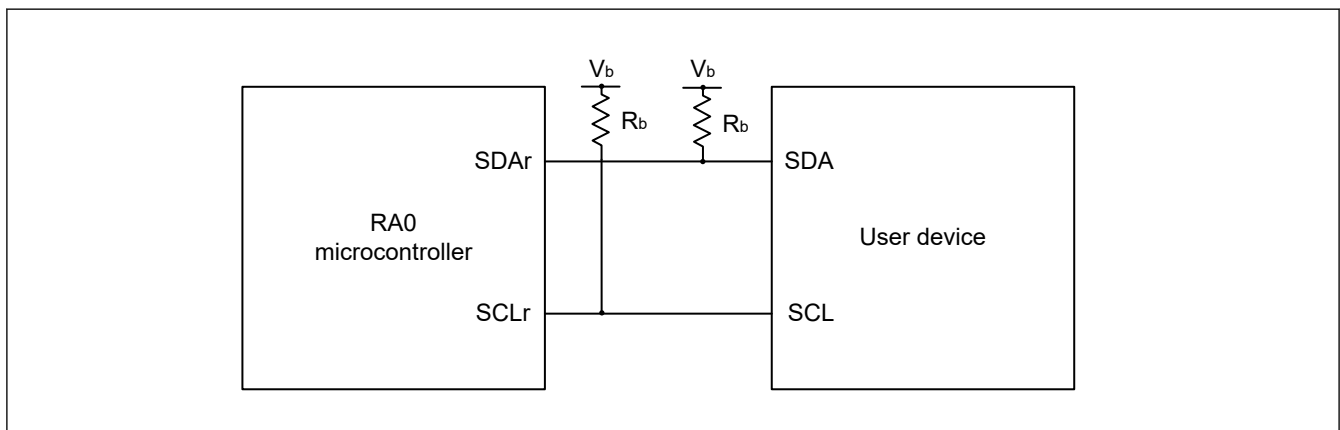 Vb
Vb
Rb
Rb
SDAr
SDA
RA0
microcontroller
User device
SCLr
SCL